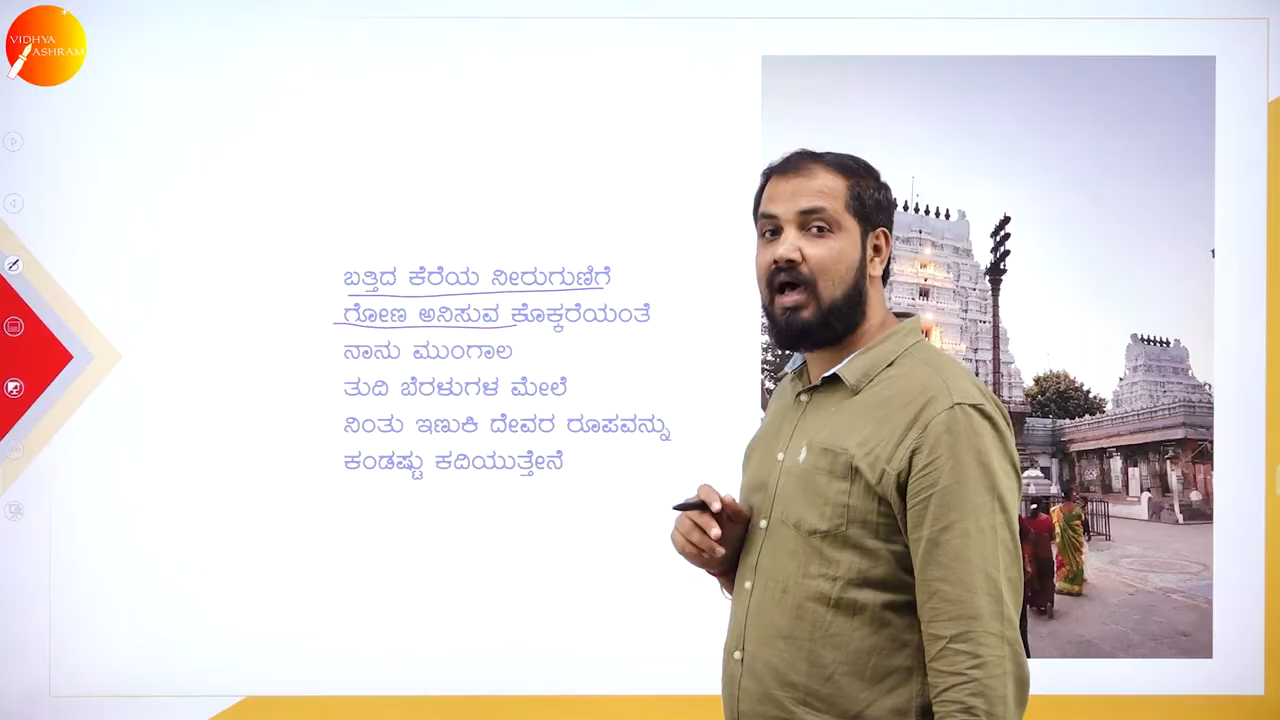 VIDHYA
ASHRAM
ಬತ್ತಿದ ಕೆರೆಯ ನೀರುಗುಣಿಗೆ
ಗೋಣ ಅನಿಸುವ ಕೊಕ್ಕರೆಯಂತೆ
ನಾನು ಮುಂಗಾಲ
ತುದಿ ಬೆರಳುಗಳ ಮೇಲೆ
ನಿಂತು ಇಣುಕಿ ದೇವರ ರೂಪವನ್ನು
ಕಂಡಷ್ಟು ಕದಿಯುತ್ತೇನೆ